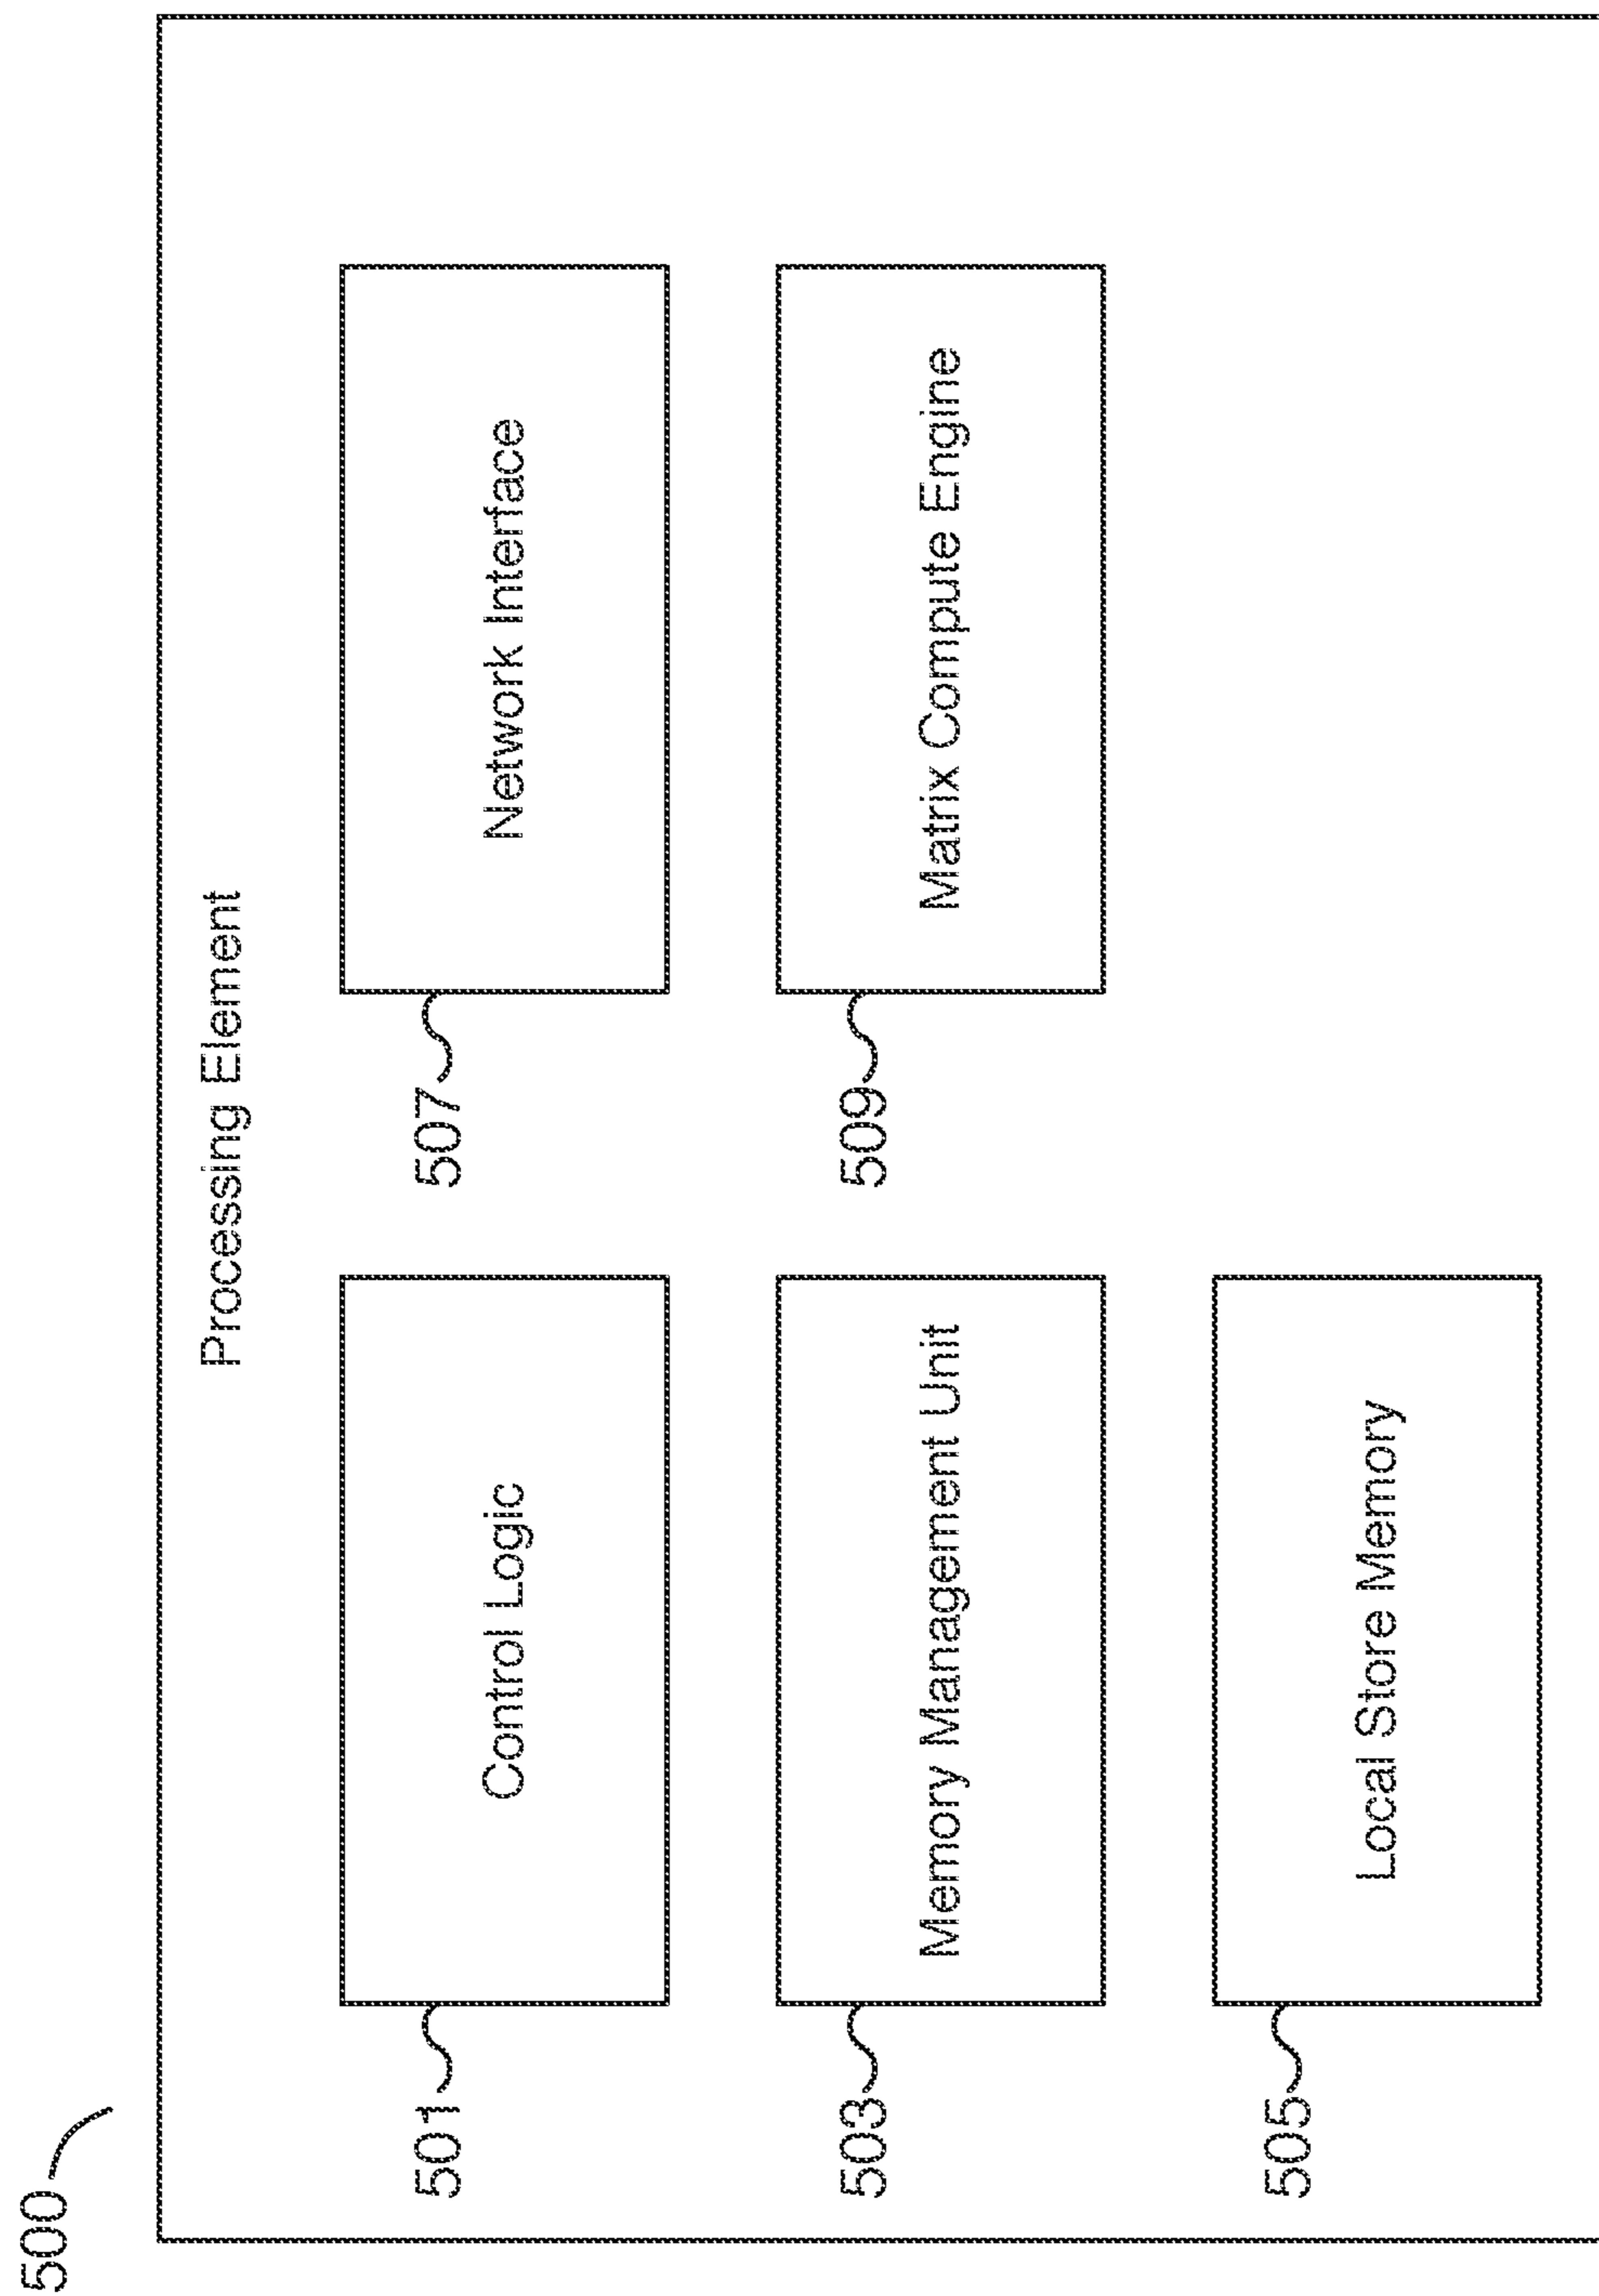 500
Processing Element
501
Control Logic
507
Network Interface
503
Memory Management Unit
509
Matrix Compute Engine
505
Local Store Memory